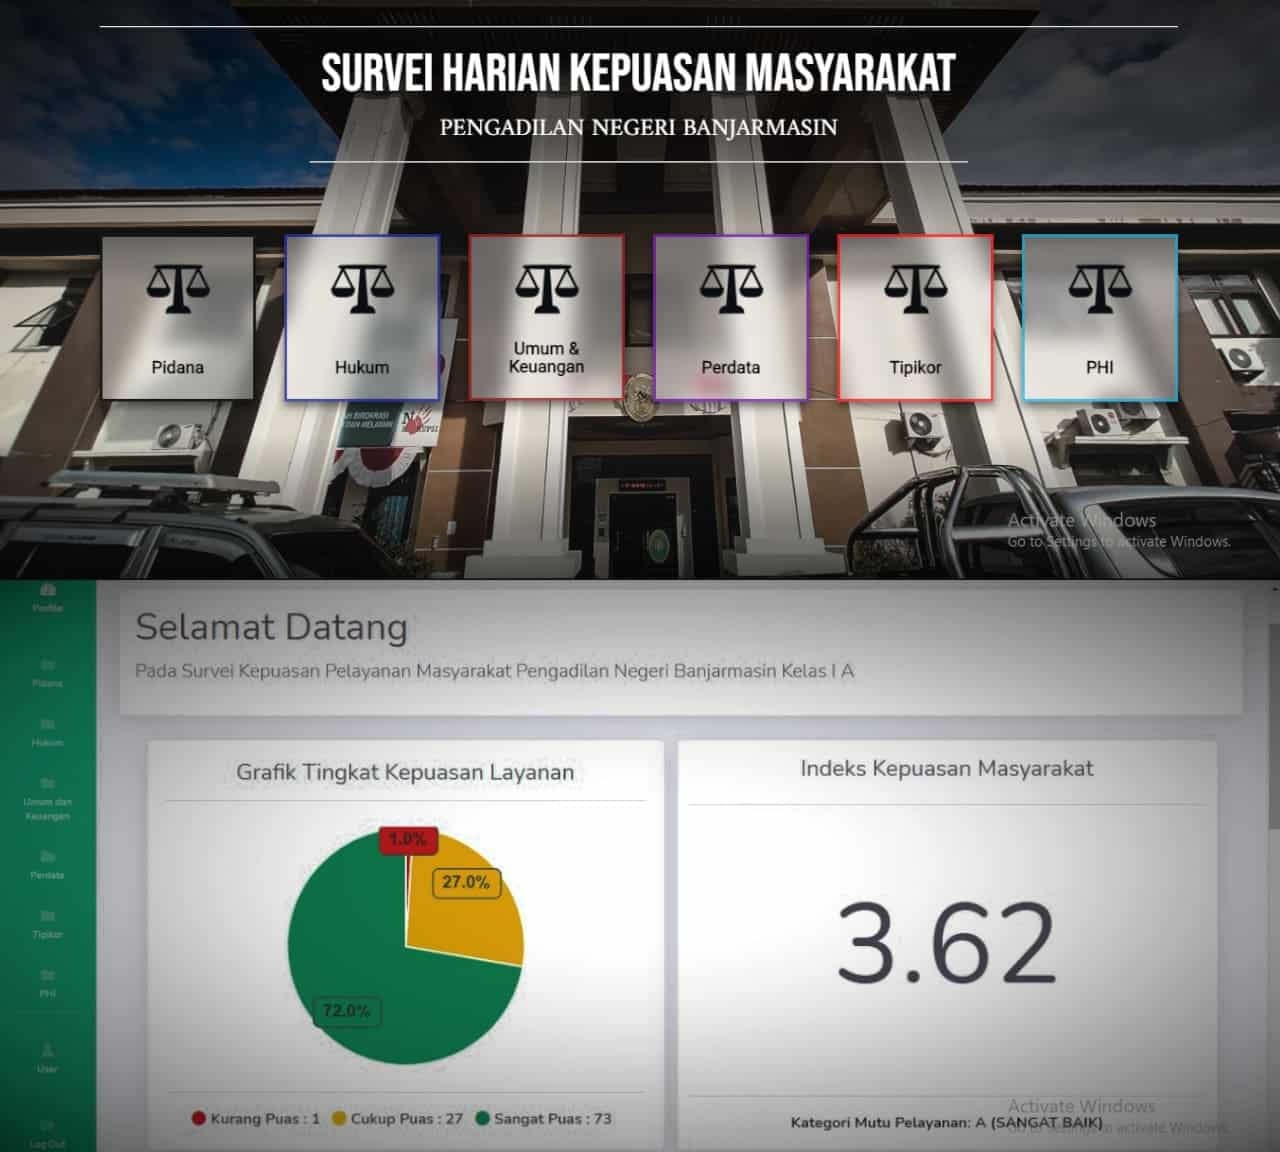 SURVEI HARIAN KEPUASAN MASYARAKAT
PENGADILAN NEGERI BANJARMASIN
Pidana
Hukum
Umum &
Keuangan
Perdata
Tipikor
PHI
Activate Windows
Go to Settings to activate Windows.
Profile
Pidana
Hukum
Umum dan
Keuangan
Perdata
Tipikor
PHI
User
Log Out
Selamat Datang
Pada Survei Kepuasan Pelayanan Masyarakat Pengadilan Negeri Banjarmasin Kelas I A
Grafik Tingkat Kepuasan Layanan
1.0%
27.0%
72.0%
Kurang Puas : 1 Cukup Puas : 27 Sangat Puas : 73
Indeks Kepuasan Masyarakat
3.62
Kategori Mutu Pelayanan: A (SANGAT BAIK)
Activate Windows
Go to Settings to activate Windows.